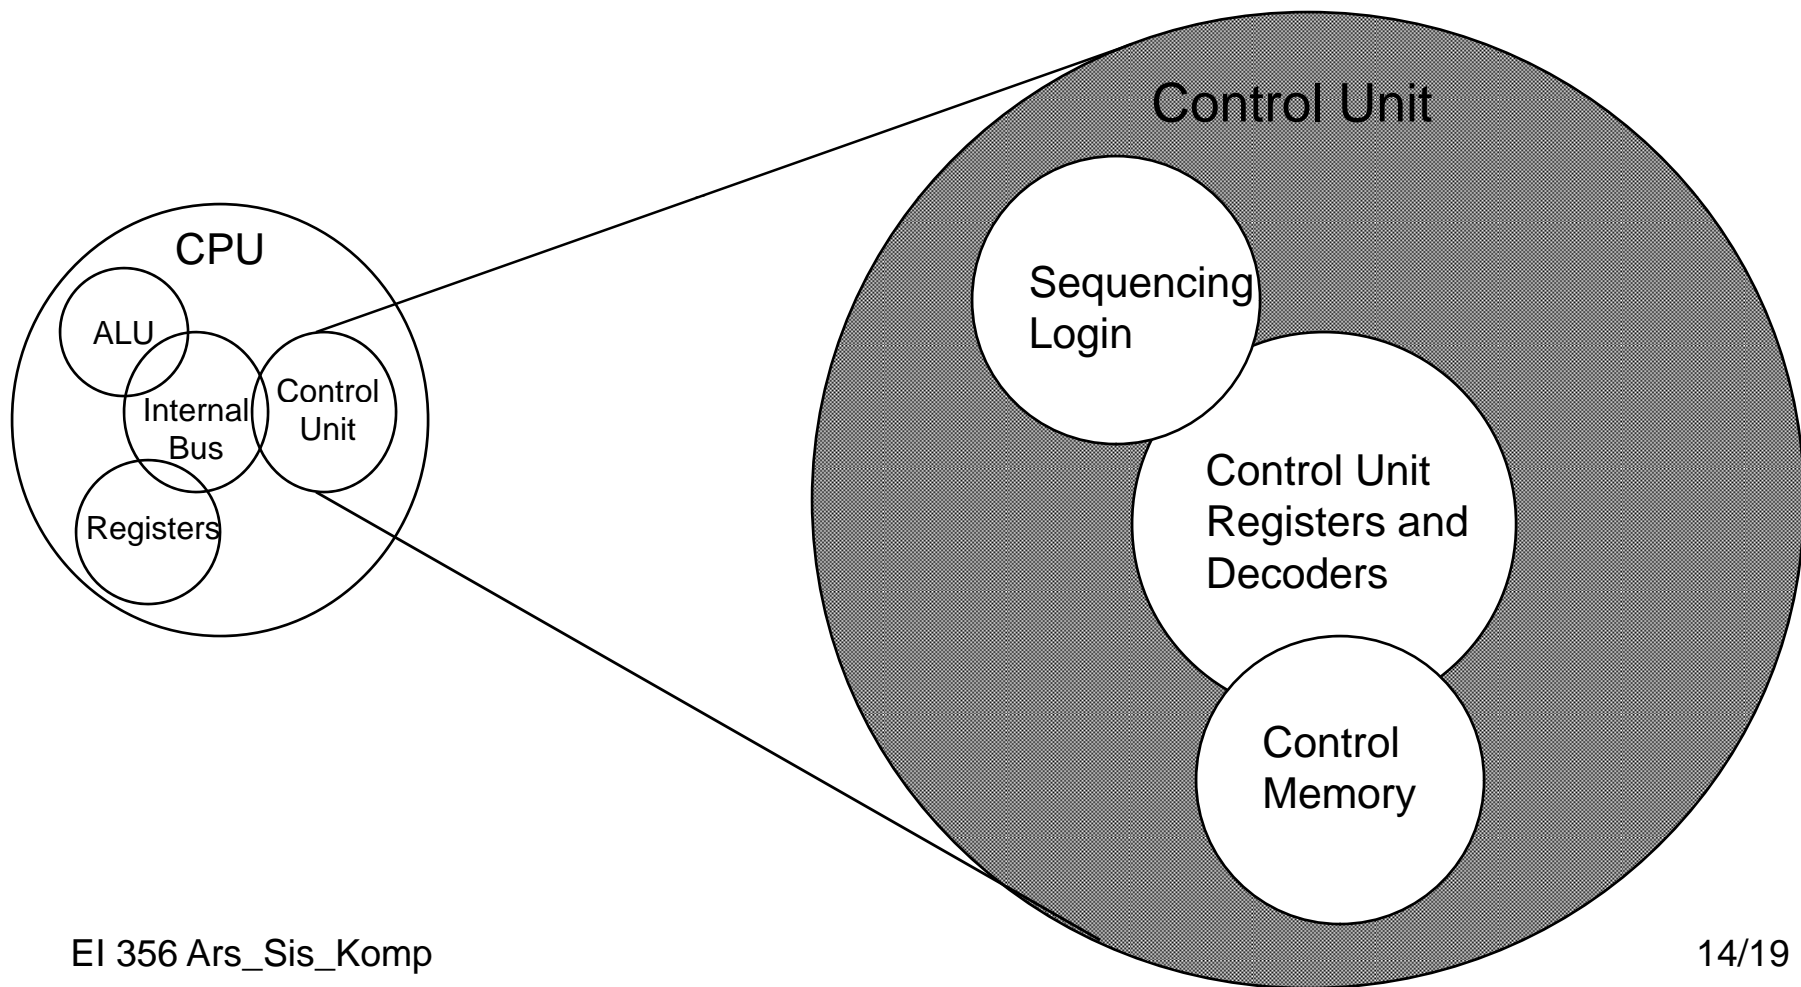 Control Unit
CPU
ALU
Internal
Bus
Control
Unit
Registers
Sequencing
Login
Control Unit
Registers and
Decoders
Control
Memory
EI 356 Ars_Sis_Komp
14/19